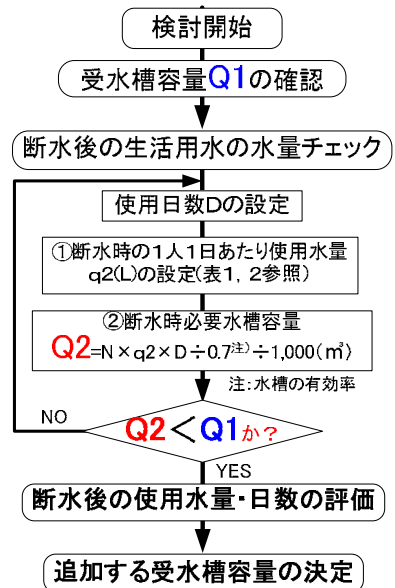 検討開始
受水槽容量Q1の確認
断水後の生活用水の水量チェック
使用日数Dの設定
①断水時の1人1日あたり使用水量
q2(L)の設定(表1, 2参照)
②断水時必要水槽容量
Q2=N×q2×D÷0.7注)÷1,000(㎥)
注:水槽の有効率
NO
Q2<Q1か?
YES
断水後の使用水量・日数の評価
追加する受水槽容量の決定